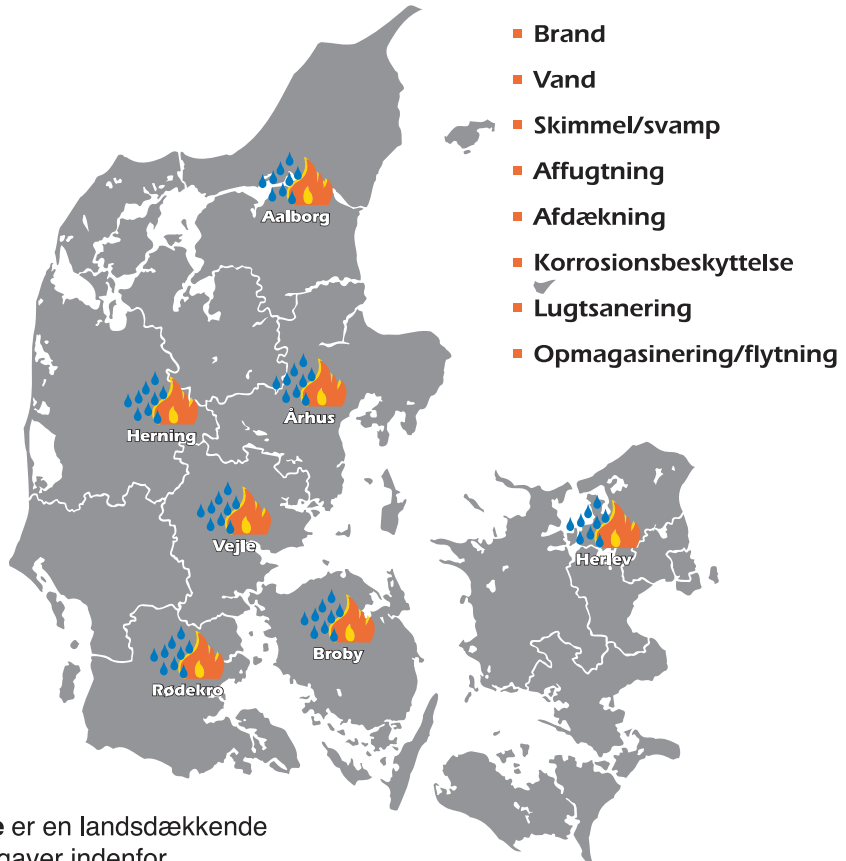 Brand
Vand
Skimmel/svamp
Affugtning
Afdækning
Korrosionsbeskyttelse
Lugtsanering
Opmagasinering/flytning
Aalborg
Herning
Århus
Vejle
Herlev
Broby
Rødekro
er en landsdækkende
indenfor